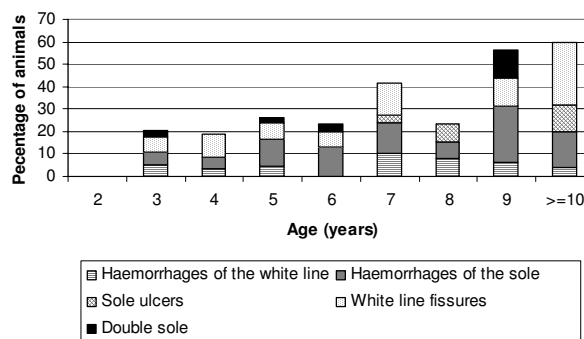 Pecentage of animals
70
60
50
40
30
20
10
0
2 3 4 5 6 7 8 9 >=10
Age (years)
Haemorrhages of the white line Haemorrhages of the sole
Sole ulcers White line fissures
Double sole